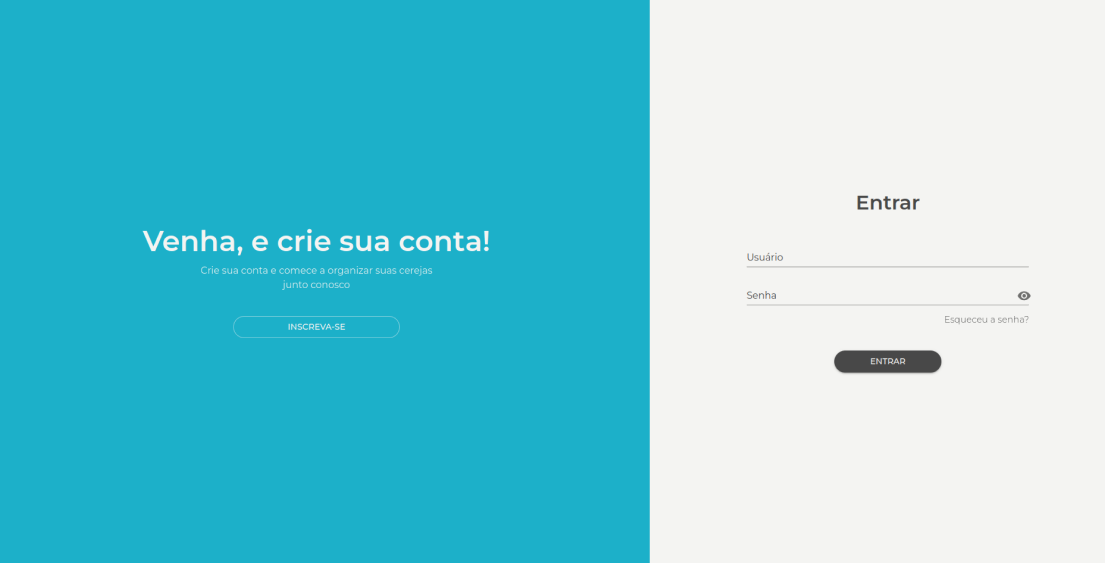 Venha, e crie sua conta!
Crie sua conta e comece a organizar suas cerejas
junto conosco
INSCREVA-SE
Entrar
Usuário
Senha
Esqueceu a senha?
ENTRAR